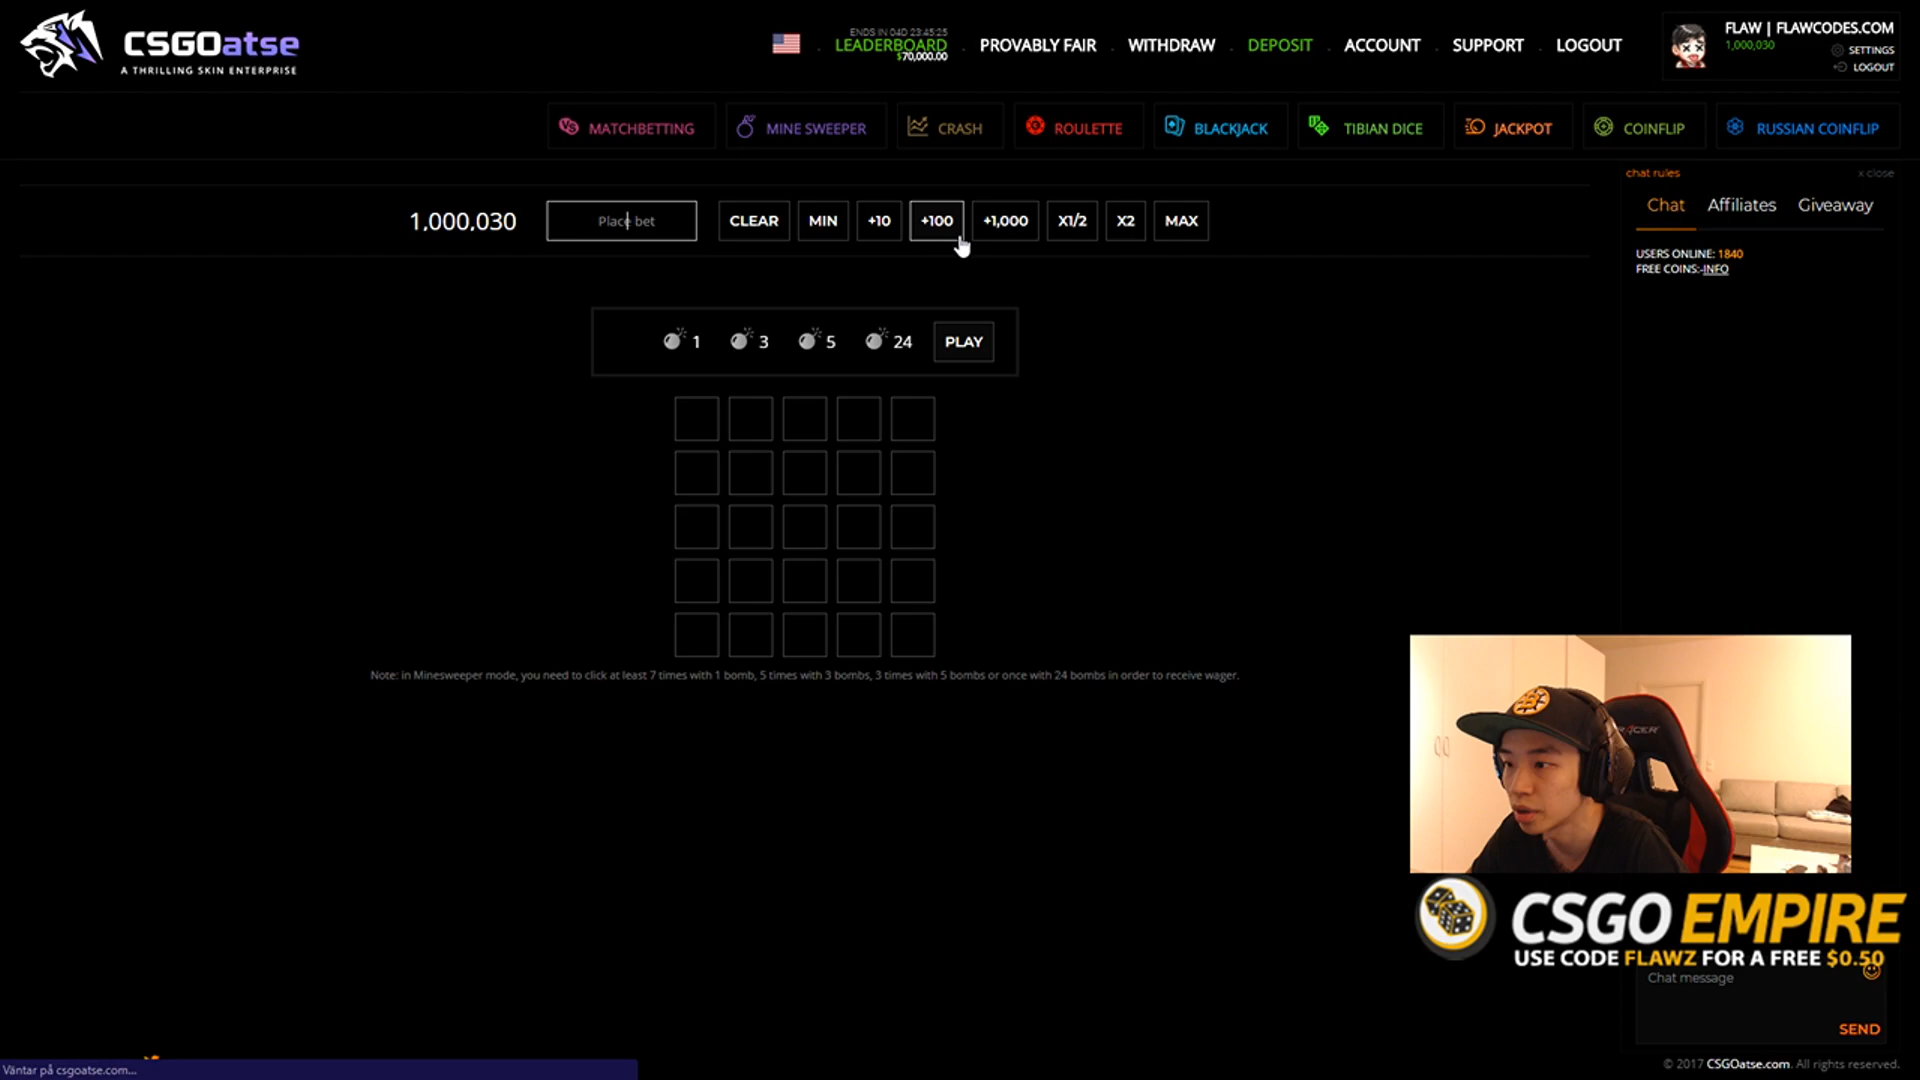 CSGOatse
A THRILLING SKIN ENTERPRISE
ENDS IN 04D 23:45:25
LEADERBOARD
$70,000.00
PROVABLY FAIR
WITHDRAW
DEPOSIT
ACCOUNT
SUPPORT
LOGOUT
FLAW | FLAWCODES.COM
1,000,030
SETTINGS
LOGOUT
MATCHBETTING
MINE SWEEPER
CRASH
ROULETTE
BLACKJACK
TIBIAN DICE
JACKPOT
COINFLIP
RUSSIAN COINFLIP
chat rules
x close
1,000,030
Place bet
CLEAR
MIN
+10
+100
+1,000
X1/2
X2
MAX
Chat
Affiliates
Giveaway
USERS ONLINE: 1840
FREE COINS:-INFO
1
3
5
24
PLAY
Note: in Minesweeper mode, you need to click at least 7 times with 1 bomb, 5 times with 3 bombs, 3 times with 5 bombs or once with 24 bombs in order to receive wager.
CSGO EMPIRE
USE CODE FLAWZ FOR A FREE $0.50
Chat message
SEND
© 2017 CSGOatse.com. All rights reserved.
Väntar på csgoatse.com...